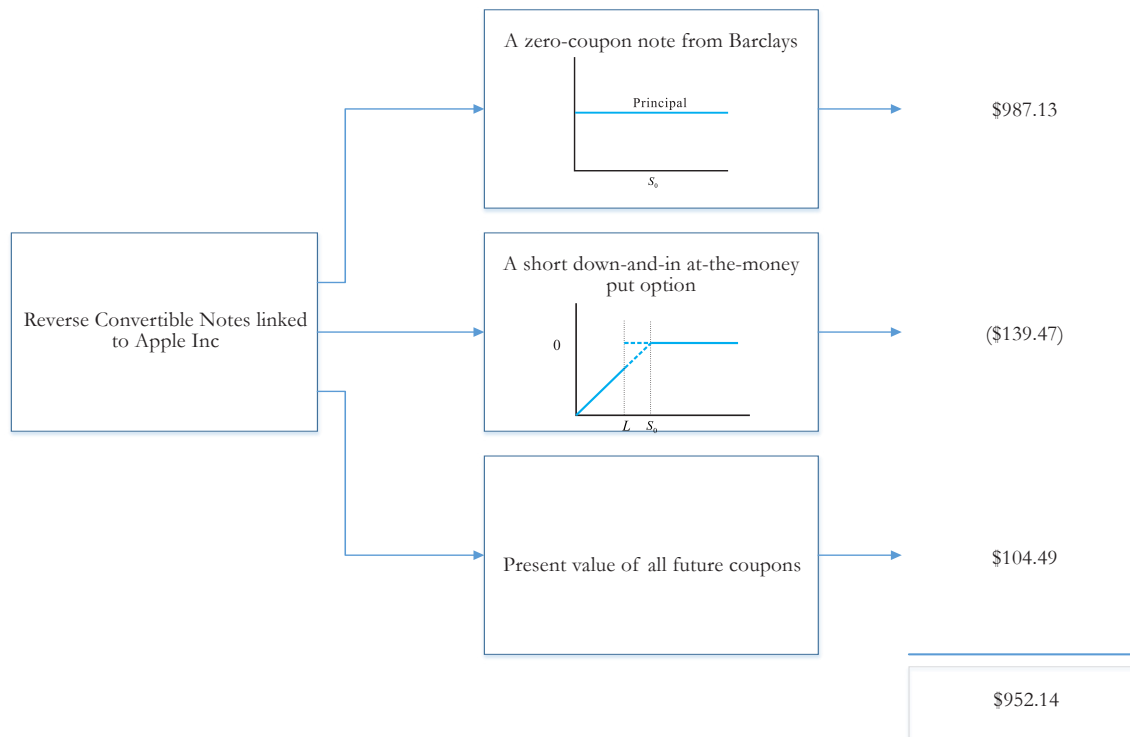 A zero-coupon note from Barclays
Principal
S₀
$987.13
Reverse Convertible Notes linked
to Apple Inc
A short down-and-in at-the-money
put option
0
L S₀
($139.47)
Present value of all future coupons
$104.49
$952.14